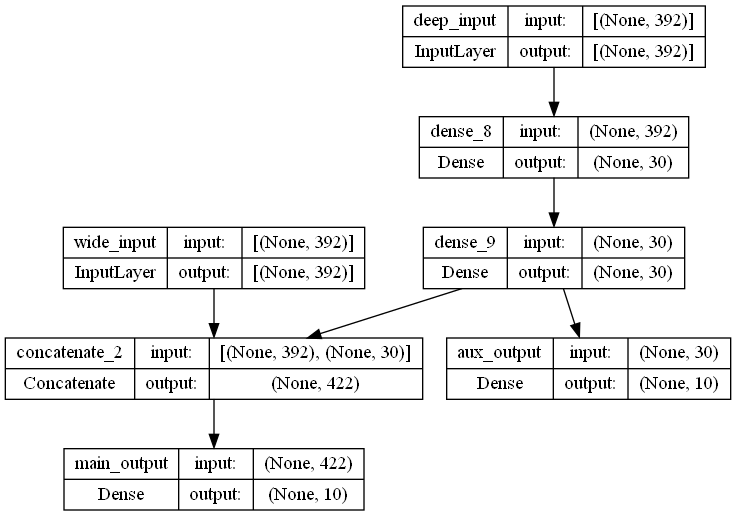 deep_input input: [(None, 392)]
InputLayer output: [(None, 392)]
dense_8 input: (None, 392)
Dense output: (None, 30)
wide_input input: [(None, 392)]
InputLayer output: [(None, 392)]
dense_9 input: (None, 30)
Dense output: (None, 30)
concatenate_2 input: [(None, 392), (None, 30)]
Concatenate output: (None, 422)
aux_output input: (None, 30)
Dense output: (None, 10)
main_output input: (None, 422)
Dense output: (None, 10)